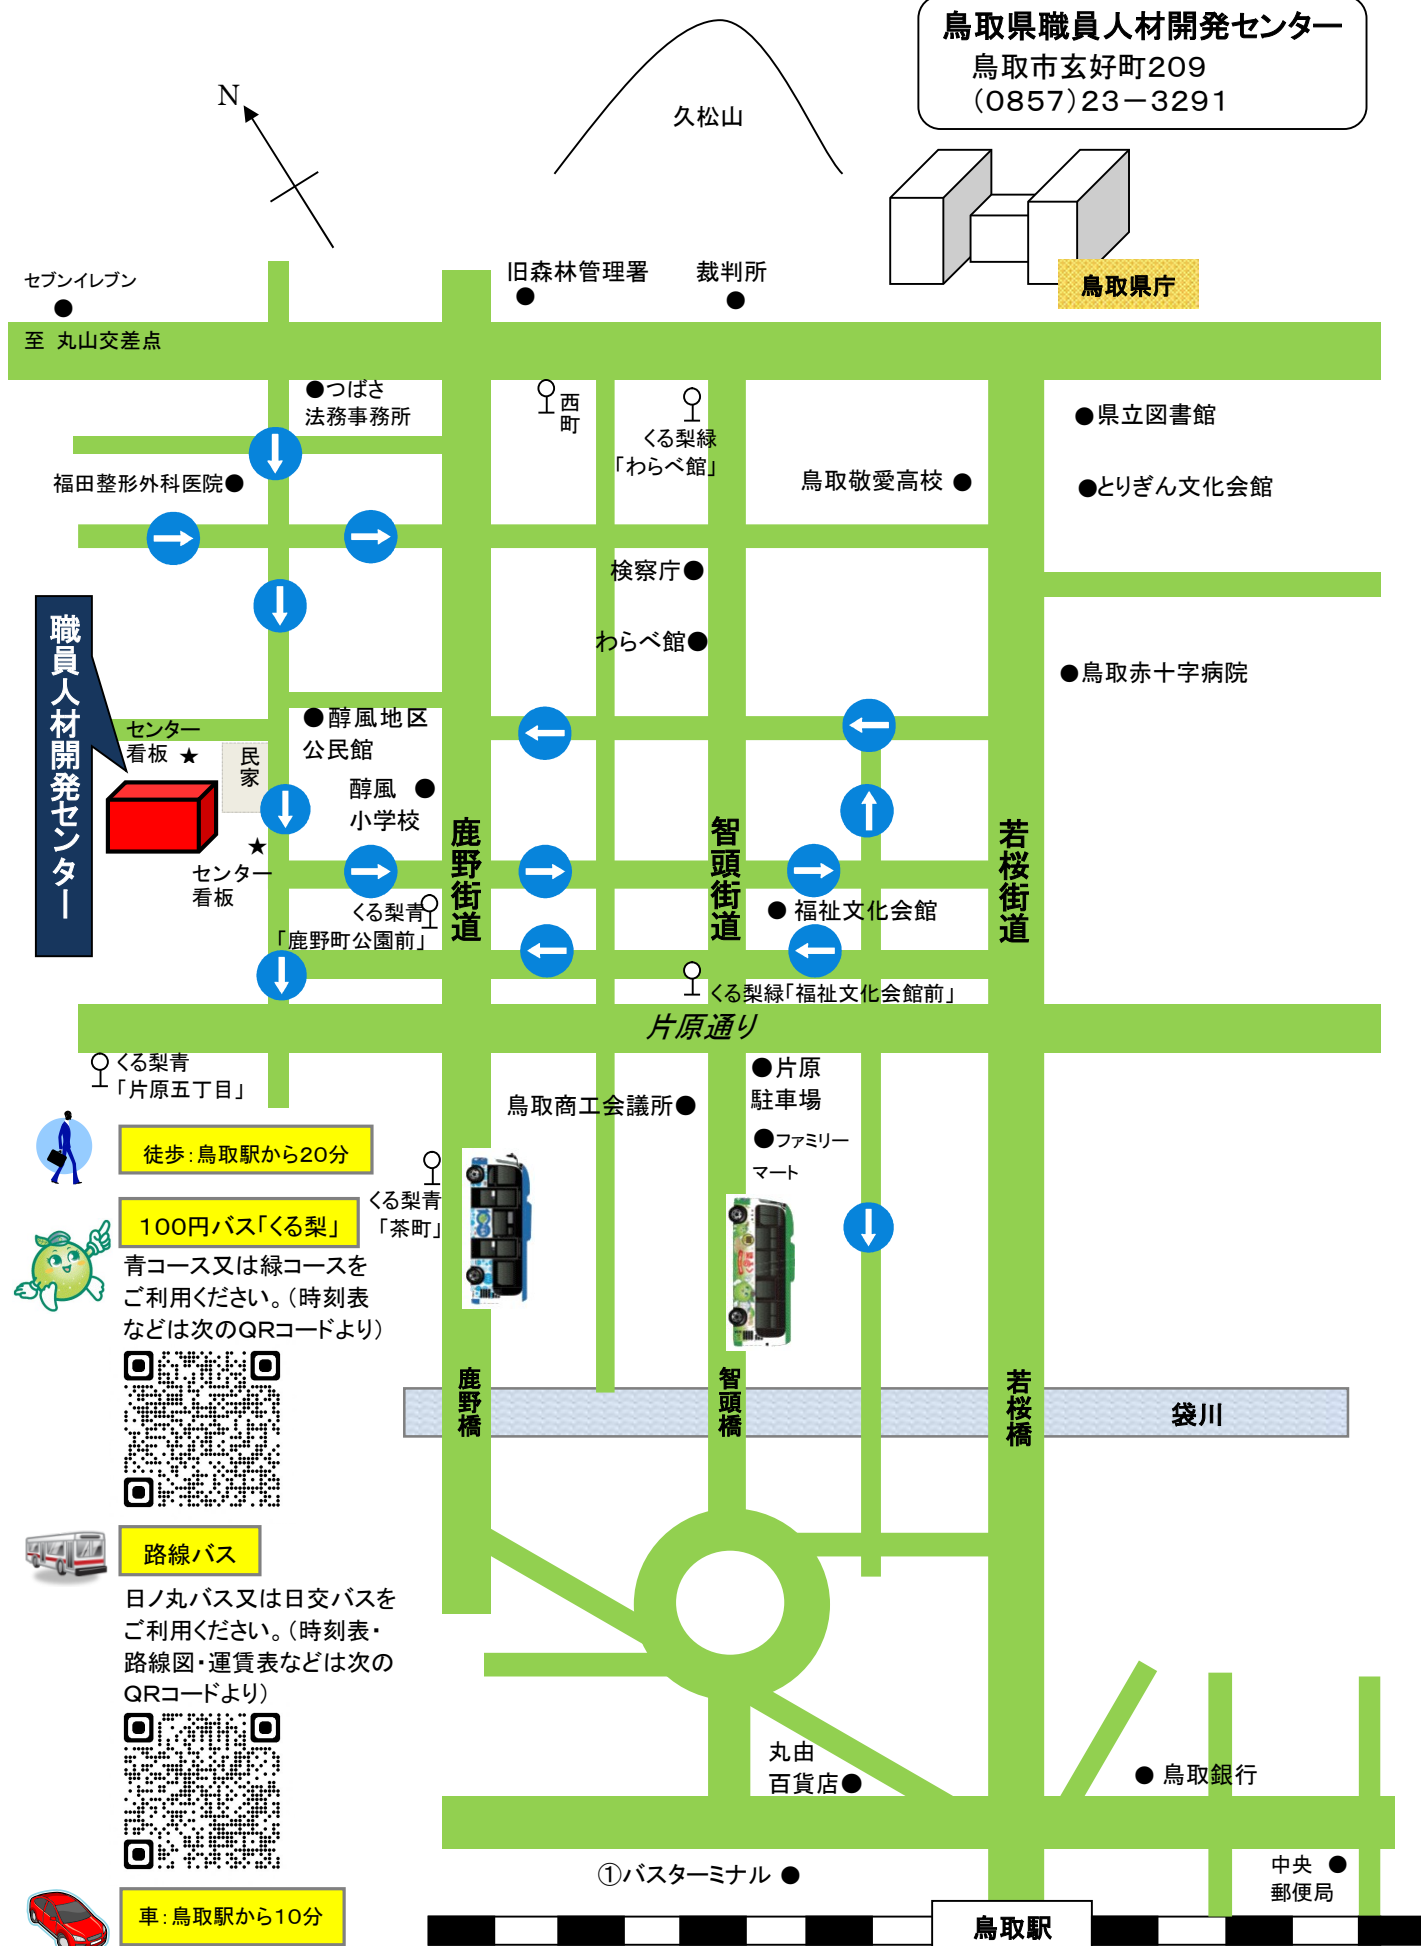 鳥取県職員人材開発センター
鳥取市玄好町209
(0857)23－3291
N
久松山
鳥取県庁
セブンイレブン
旧森林管理署
裁判所
至 丸山交差点
●つばさ
法務事務所
西町
くる梨緑
「わらべ館」
●県立図書館
福田整形外科医院●
鳥取敬愛高校 ●
●とりぎん文化会館
検察庁●
わらべ館●
●鳥取赤十字病院
職員人材開発センター
センター
看板 ★
民家
●醇風地区
公民館
醇風 ●
小学校
★
センター
看板
鹿野街道
智頭街道
若桜街道
くる梨青
「鹿野町公園前」
● 福祉文化会館
くる梨緑「福祉文化会館前」
片原通り
くる梨青
「片原五丁目」
●片原
駐車場
鳥取商工会議所●
●ファミリー
マート
徒歩：鳥取駅から20分
くる梨青
「茶町」
100円バス「くる梨」
青コース又は緑コースを
ご利用ください。（時刻表
などは次のQRコードより）
鹿野橋
智頭橋
若桜橋
袋川
路線バス
日ノ丸バス又は日交バスを
ご利用ください。（時刻表・
路線図・運賃表などは次の
QRコードより）
丸由
百貨店●
● 鳥取銀行
①バスターミナル ●
中央 ●
郵便局
車：鳥取駅から10分
鳥取駅